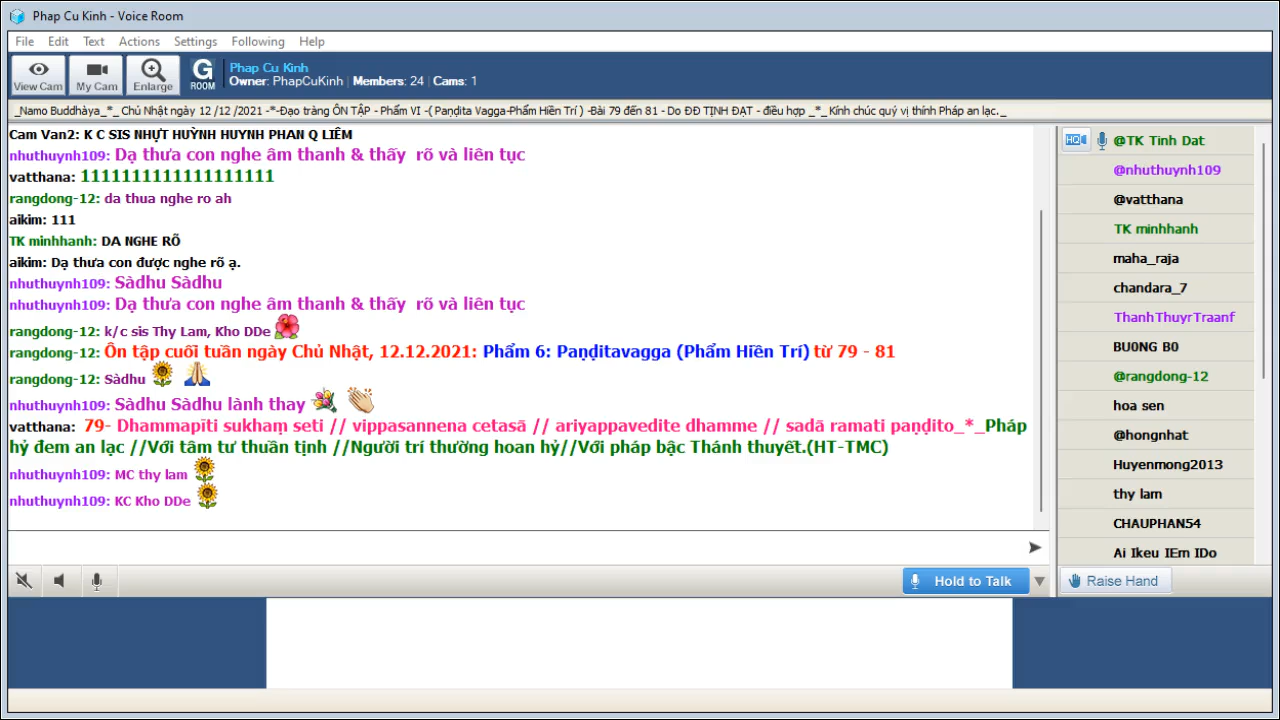 Phap Cu Kinh - Voice Room
File Edit Text Actions Settings Following Help
View Cam My Cam Enlarge G ROOM
Phap Cu Kinh
Owner: PhapCuKinh | Members: 24 | Cams: 1
_Namo Buddhàya_*_ Chủ Nhật ngày 12 /12 /2021 -*-Đạo tràng ÔN TẬP - Phẩm VI -( Paṇḍita Vagga-Phẩm Hiền Trí ) -Bài 79 đến 81 - Do ĐĐ TỊNH ĐẠT - điều hợp _*_Kính chúc quý vị thính Pháp an lạc._
Cam Van2: K C SIS NHỰT HUỲNH HUYNH PHAN Q LIÊM
nhuthuynh109: Dạ thưa con nghe âm thanh & thấy rõ và liên tục
vatthana: 1111111111111111111
rangdong-12: da thua nghe ro ah
aikim: 111
TK minhhanh: DA NGHE RÕ
aikim: Dạ thưa con được nghe rõ ạ.
nhuthuynh109: Sàdhu Sàdhu
nhuthuynh109: Dạ thưa con nghe âm thanh & thấy rõ và liên tục
rangdong-12: k/c sis Thy Lam, Kho DDe
rangdong-12: Ôn tập cuối tuần ngày Chủ Nhật, 12.12.2021: Phẩm 6: Paṇḍitavagga (Phẩm Hiền Trí) từ 79 - 81
rangdong-12: Sàdhu
nhuthuynh109: Sàdhu Sàdhu lành thay
vatthana: 79- Dhammapīti sukhaṃ seti // vippasannena cetasā // ariyappavedite dhamme // sadā ramati paṇḍito_*_Pháp
hỷ đem an lạc //Với tâm tư thuần tịnh //Người trí thường hoan hỷ//Với pháp bậc Thánh thuyết.(HT-TMC)
nhuthuynh109: MC thy lam
nhuthuynh109: KC Kho DDe
HQ
@TK Tinh Dat
@nhuthuynh109
@vatthana
TK minhhanh
maha_raja
chandara_7
ThanhThuyrTraanf
BU0NG B0
@rangdong-12
hoa sen
@hongnhat
Huyenmong2013
thy lam
CHAUPHAN54
Ai Ikeu IEm IDo
Hold to Talk
Raise Hand